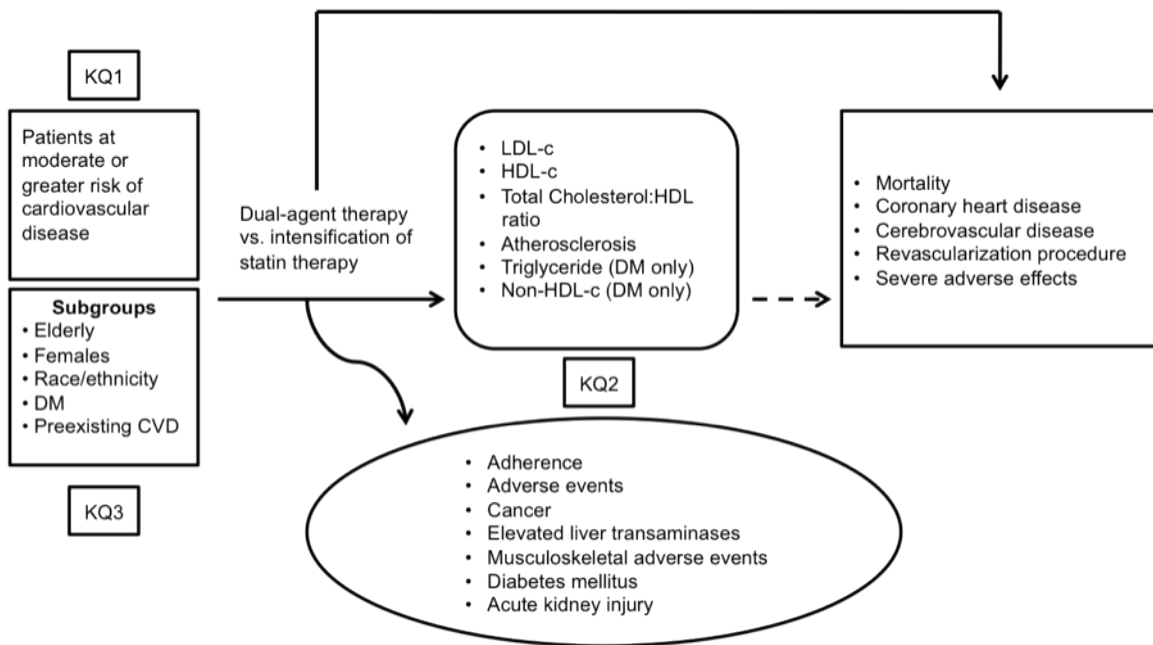 KQ1
Patients at
moderate or
greater risk of
cardiovascular
disease
Subgroups
• Elderly
• Females
• Race/ethnicity
• DM
• Preexisting CVD
KQ3
Dual-agent therapy
vs. intensification of
statin therapy
• LDL-c
• HDL-c
• Total Cholesterol:HDL
ratio
• Atherosclerosis
• Triglyceride (DM only)
• Non-HDL-c (DM only)
KQ2
• Adherence
• Adverse events
• Cancer
• Elevated liver transaminases
• Musculoskeletal adverse events
• Diabetes mellitus
• Acute kidney injury
• Mortality
• Coronary heart disease
• Cerebrovascular disease
• Revascularization procedure
• Severe adverse effects